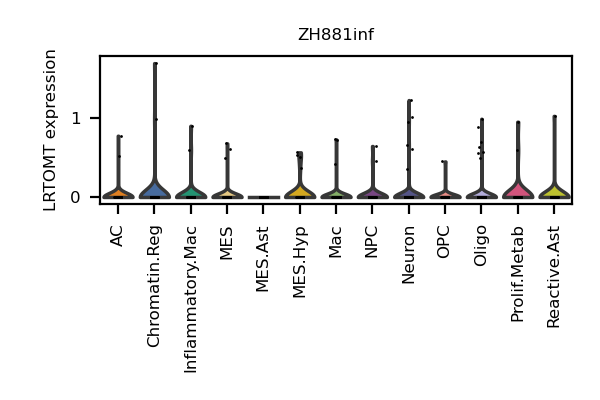 ZH881inf
LRTOMT expression
1
0
AC
Chromatin.Reg
Inflammatory.Mac
MES
MES.Ast
MES.Hyp
Mac
NPC
Neuron
OPC
Oligo
Prolif.Metab
Reactive.Ast